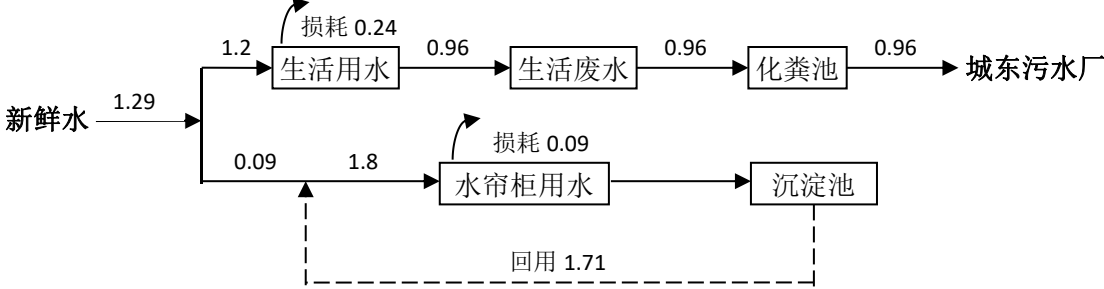 损耗 0.24
1.2
0.96
0.96
0.96
生活用水
生活废水
化粪池
城东污水厂
新鲜水
1.29
损耗 0.09
0.09
1.8
水帘柜用水
沉淀池
回用 1.71